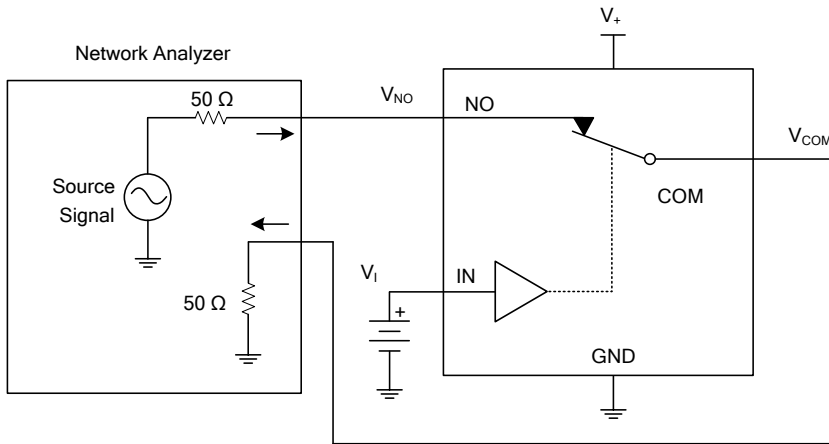 V+
Network Analyzer
50 Ω
VNO
NO
VCOM
Source
Signal
COM
VI
IN
+
50 Ω
GND